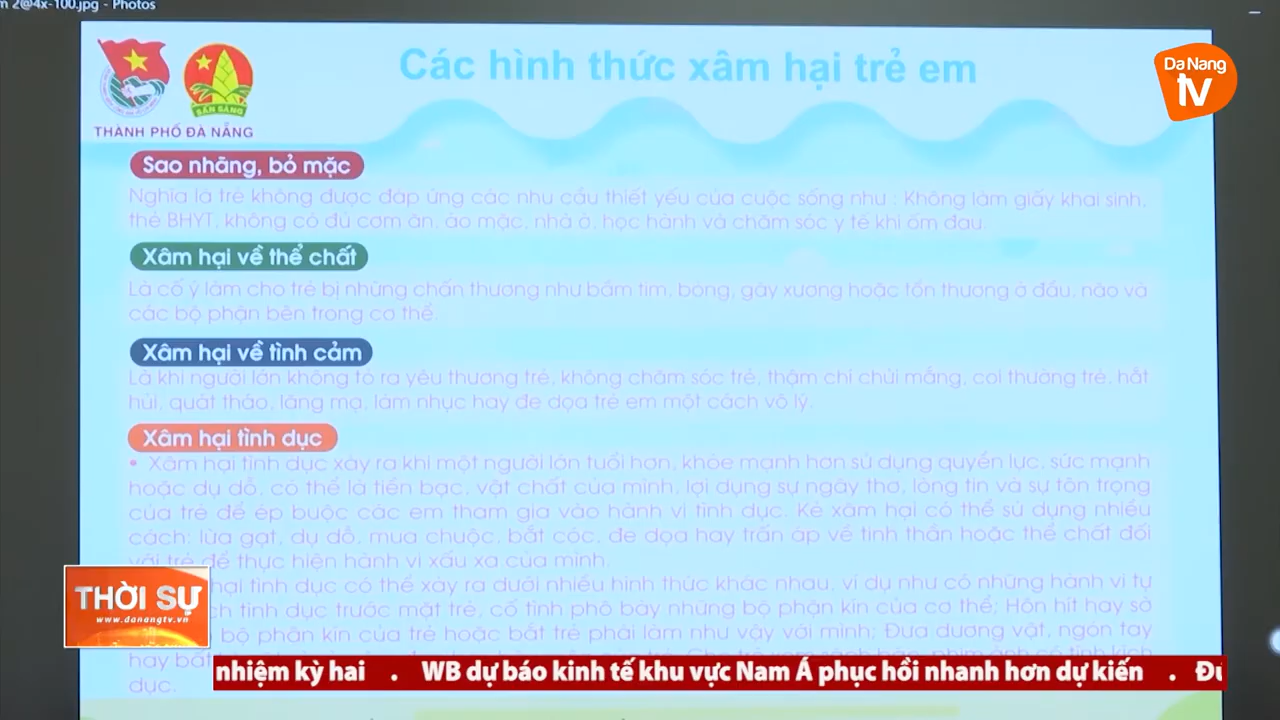 m 2@4x-100.jpg - Photos
Các hình thức xâm hại trẻ em
Da Nang
tv
SẴN SÀNG
THÀNH PHỐ ĐÀ NẴNG
Sao nhãng, bỏ mặc
Nghĩa là trẻ không được đáp ứng các nhu cầu thiết yếu của cuộc sống như : Không làm giấy khai sinh,
thẻ BHYT, không có đủ cơm ăn, áo mặc, nhà ở, học hành và chăm sóc y tế khi ốm đau.
Xâm hại về thể chất
Là cố ý làm cho trẻ bị những chấn thương như bầm tím, bỏng, gãy xương hoặc tổn thương ở đầu, não và
các bộ phận bên trong cơ thể.
Xâm hại về tình cảm
Là khi người lớn không tỏ ra yêu thương trẻ, không chăm sóc trẻ, thậm chí chửi mắng, coi thường trẻ, hắt
hủi, quát tháo, lăng mạ, làm nhục hay đe dọa trẻ em một cách vô lý.
Xâm hại tình dục
• Xâm hại tình dục xảy ra khi một người lớn tuổi hơn, khỏe mạnh hơn sử dụng quyền lực, sức mạnh
hoặc dụ dỗ, có thể là tiền bạc, vật chất của mình, lợi dụng sự ngây thơ, lòng tin và sự tôn trọng
của trẻ để ép buộc các em tham gia vào hành vi tình dục. Kẻ xâm hại có thể sử dụng nhiều
cách: lừa gạt, dụ dỗ, mua chuộc, bắt cóc, đe dọa hay trấn áp về tinh thần hoặc thể chất đối
với trẻ để thực hiện hành vi xấu xa của mình.
hại tình dục có thể xảy ra dưới nhiều hình thức khác nhau, ví dụ như có những hành vi tự
ch tình dục trước mặt trẻ, cố tình phô bày những bộ phận kín của cơ thể; Hôn hít hay sờ
bộ phận kín của trẻ hoặc bắt trẻ phải làm như vậy với mình; Đưa dương vật, ngón tay
hay bất
dục.
THỜI SỰ
www.danangtv.vn
nhiệm kỳ hai . WB dự báo kinh tế khu vực Nam Á phục hồi nhanh hơn dự kiến .